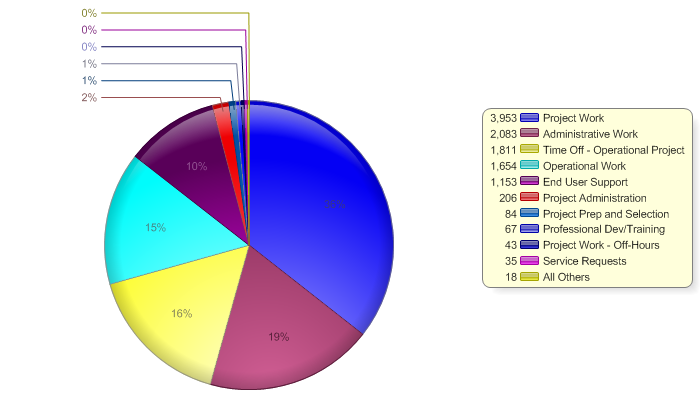 0%
0%
0%
1%
1%
2%
10%
36%
15%
16%
19%
3,953 Project Work
2,083 Administrative Work
1,811 Time Off - Operational Project
1,654 Operational Work
1,153 End User Support
206 Project Administration
84 Project Prep and Selection
67 Professional Dev/Training
43 Project Work - Off-Hours
35 Service Requests
18 All Others